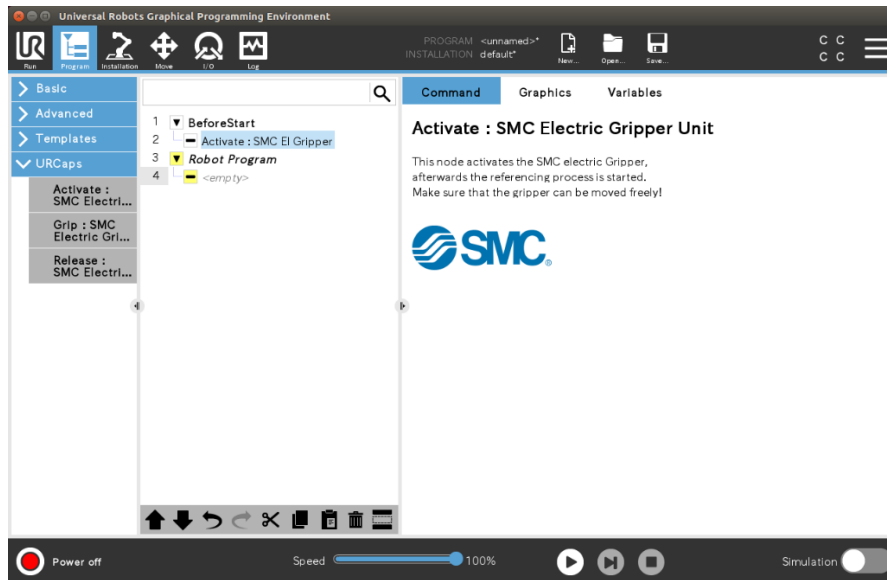 Universal Robots Graphical Programming Environment
Run
Program
Installation
Move
I/O
Log
PROGRAM <unnamed>*
INSTALLATION default*
New...
Open...
Save...
C C
C C
Basic
Advanced
Templates
URCaps
Activate :
SMC Electri...
Grip : SMC
Electric Gri...
Release :
SMC Electri...
1 BeforeStart
2 Activate : SMC El Gripper
3 Robot Program
4 <empty>
Command Graphics Variables
Activate : SMC Electric Gripper Unit
This node activates the SMC electric Gripper,
afterwards the referencing process is started.
Make sure that the gripper can be moved freely!
SMC®
Power off
Speed 100%
Simulation